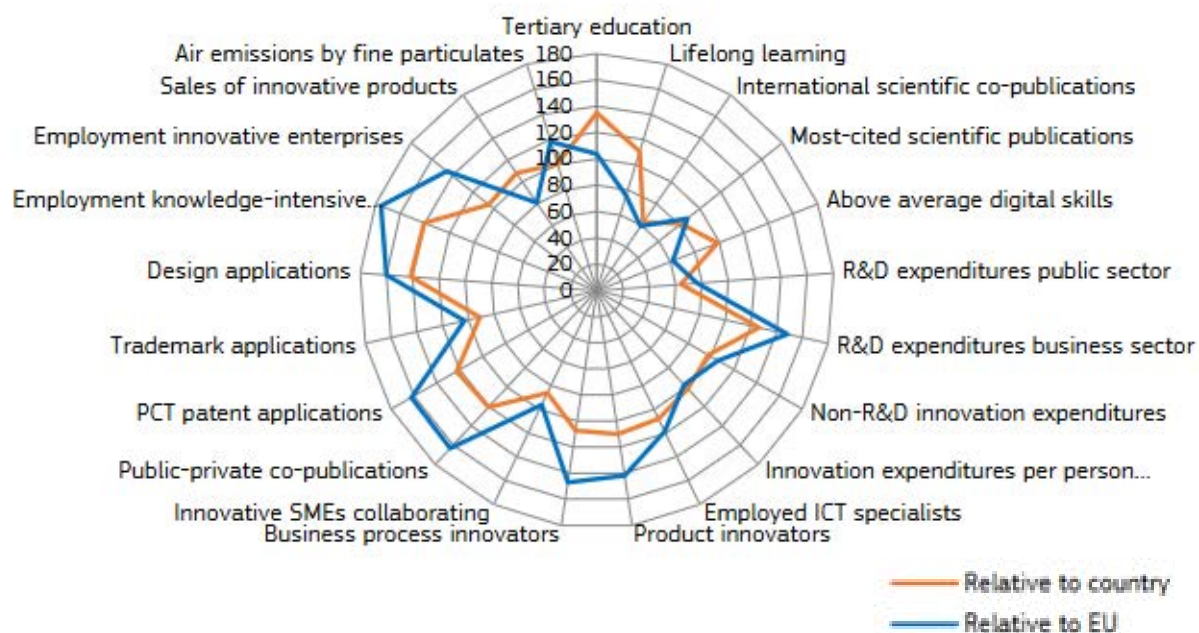 Tertiary education
Air emissions by fine particulates
Lifelong learning
Sales of innovative products
International scientific co-publications
Employment innovative enterprises
Most-cited scientific publications
Employment knowledge-intensive...
Above average digital skills
Design applications
R&D expenditures public sector
Trademark applications
R&D expenditures business sector
PCT patent applications
Non-R&D innovation expenditures
Public-private co-publications
Innovation expenditures per person...
Innovative SMEs collaborating
Employed ICT specialists
Business process innovators
Product innovators
180
160
140
120
100
80
60
40
20
0
Relative to country
Relative to EU